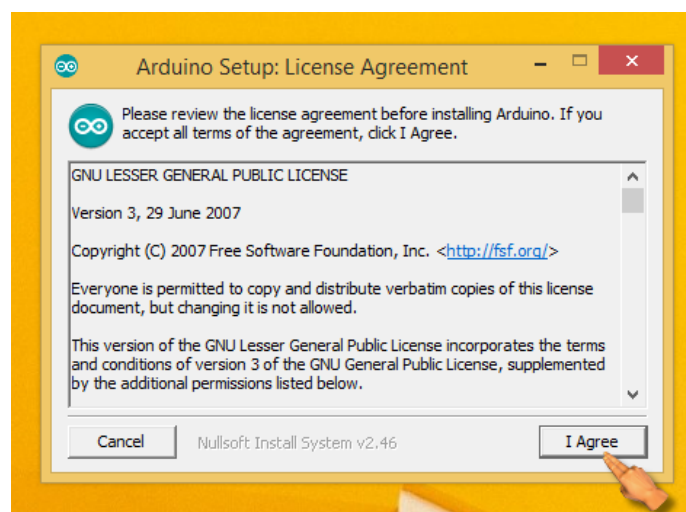 Arduino Setup: License Agreement
Please review the license agreement before installing Arduino. If you
accept all terms of the agreement, click I Agree.
GNU LESSER GENERAL PUBLIC LICENSE
Version 3, 29 June 2007
Copyright (C) 2007 Free Software Foundation, Inc. <http://fsf.org/>
Everyone is permitted to copy and distribute verbatim copies of this license
document, but changing it is not allowed.
This version of the GNU Lesser General Public License incorporates the terms
and conditions of version 3 of the GNU General Public License, supplemented
by the additional permissions listed below.
Cancel
Nullsoft Install System v2.46
I Agree